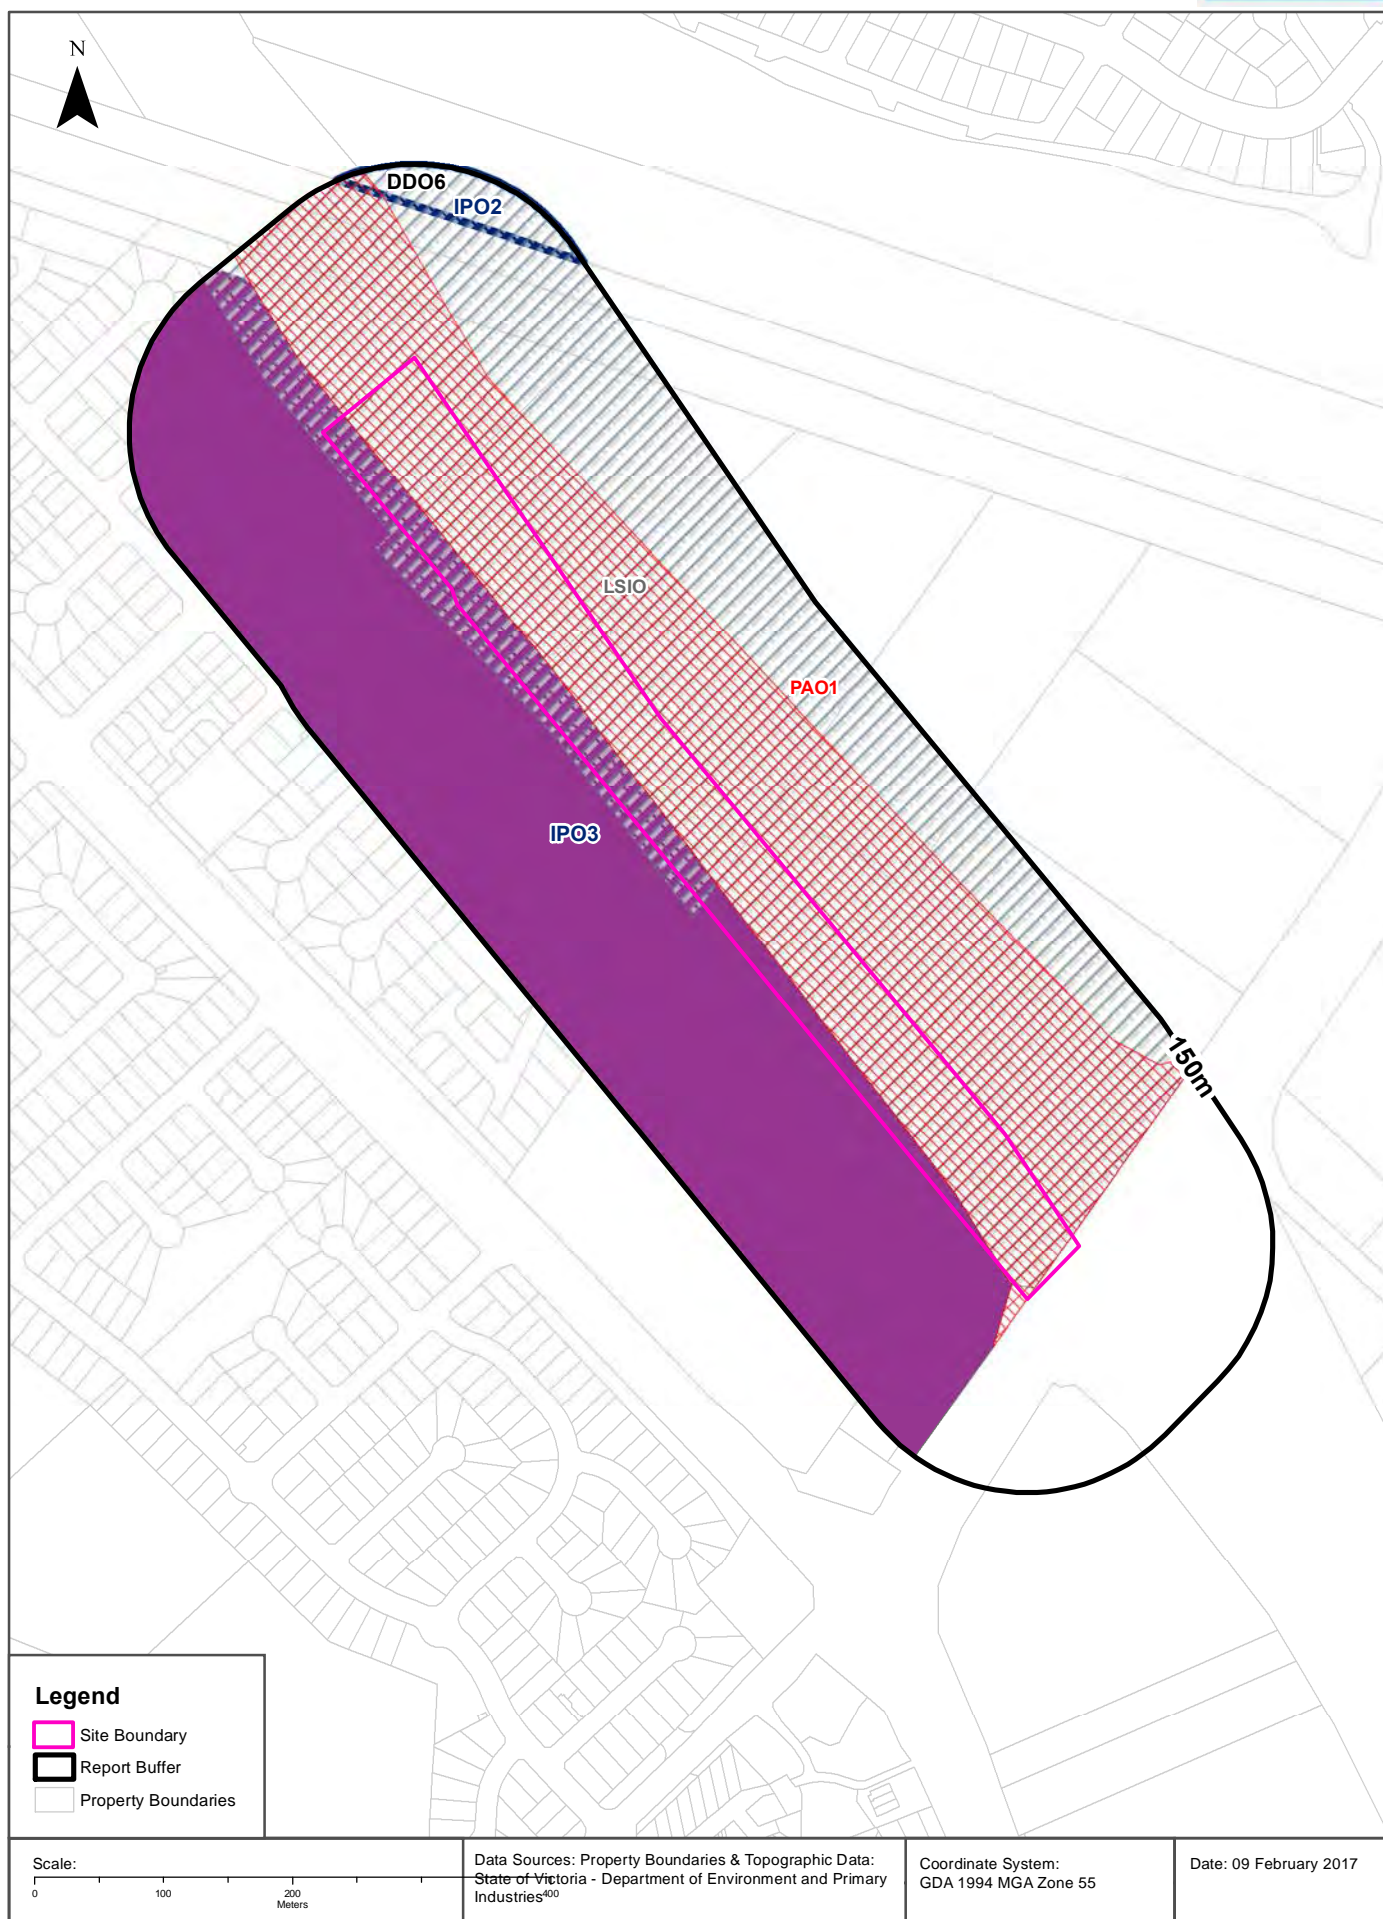 N
DDO6
IPO2
LSIO
PAO1
IPO3
150m
Legend
Site Boundary
Report Buffer
Property Boundaries
Scale:
0 100 200 400
Meters
Data Sources: Property Boundaries & Topographic Data:
State of Victoria - Department of Environment and Primary
Industries
Coordinate System:
GDA 1994 MGA Zone 55
Date: 09 February 2017